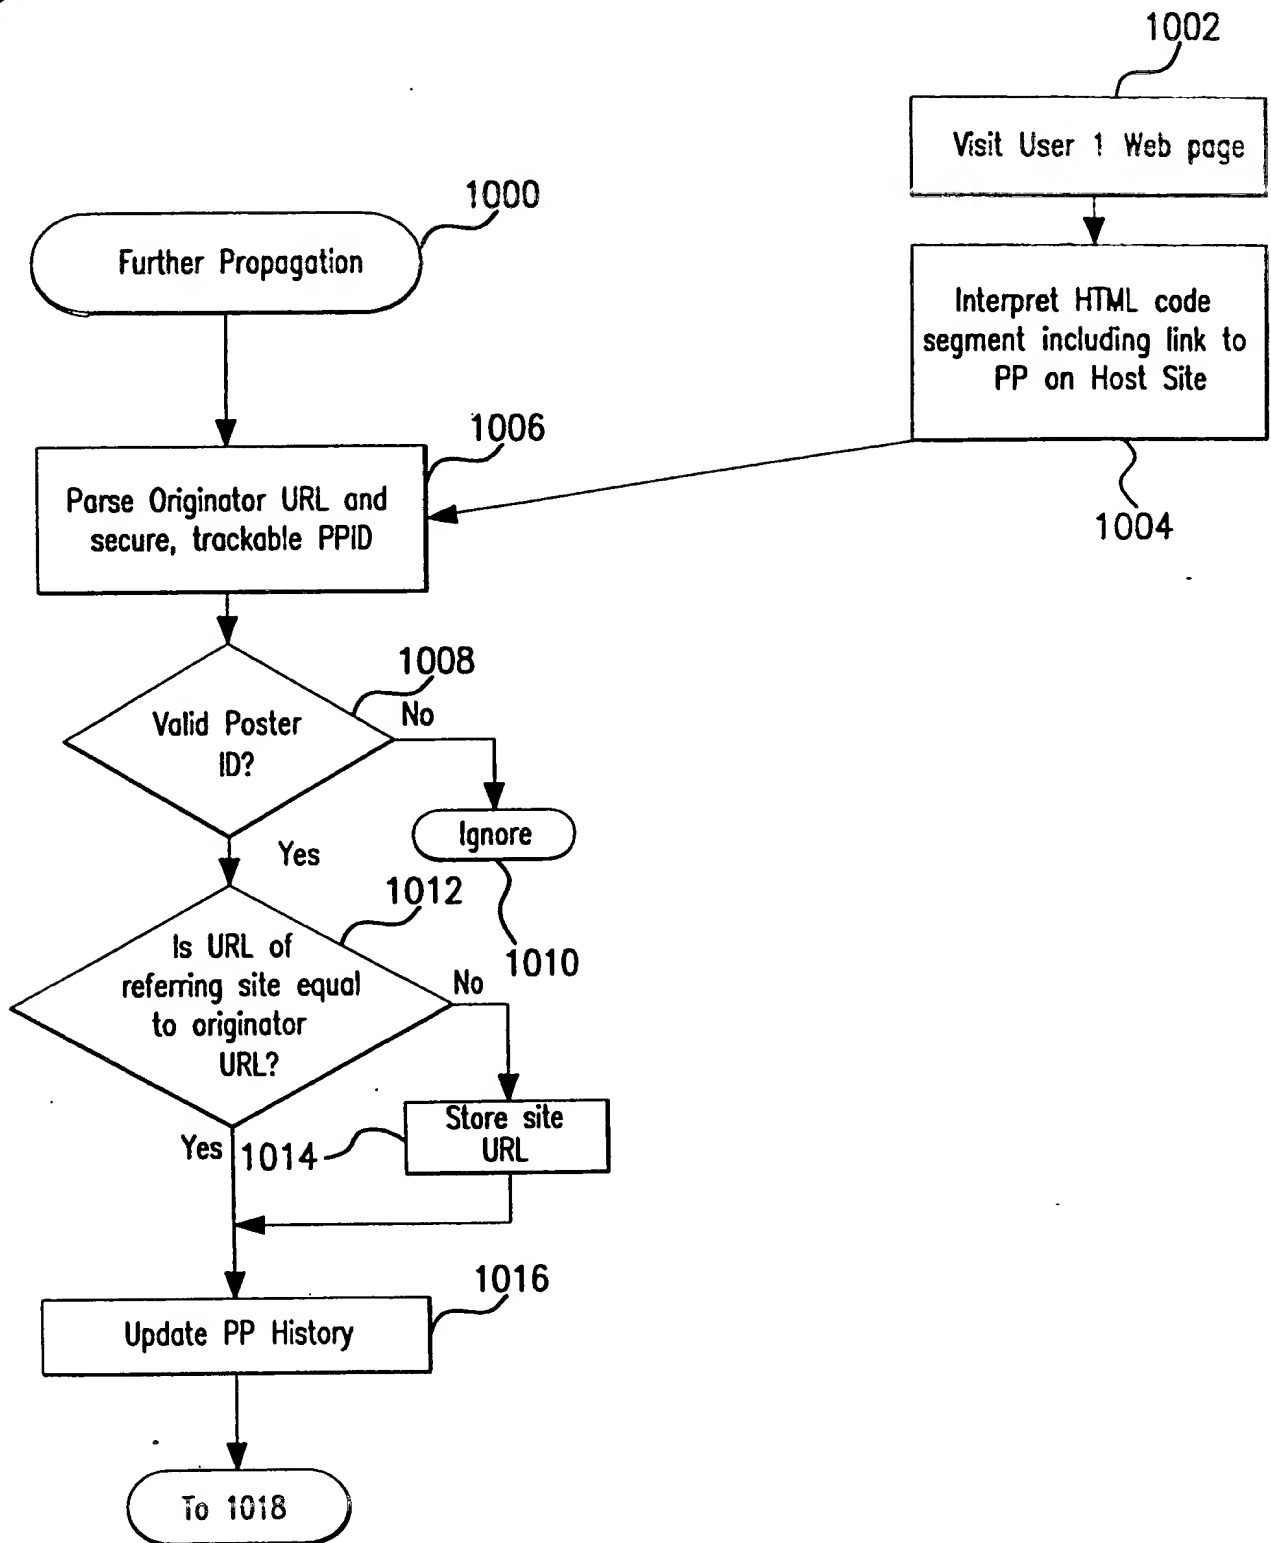 1002
Visit User 1 Web page
1000
Further Propagation
Interpret HTML code
segment including link to
PP on Host Site
1004
1006
Parse Originator URL and
secure, trackable PPID
1008
Valid Poster
ID?
No
Ignore
1010
Yes
1012
Is URL of
referring site equal
to originator
URL?
No
Store site
URL
1014
Yes
1016
Update PP History
To 1018